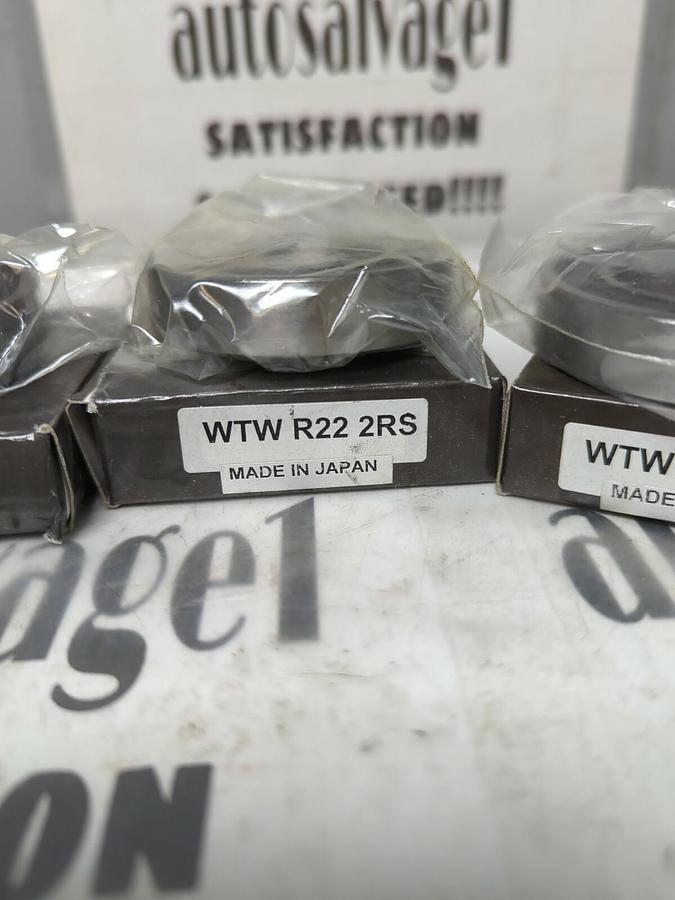 autosalvage1
SATISFACTION
WTW R22 2RS
MADE IN JAPAN
WTW
MADE
age1
ON